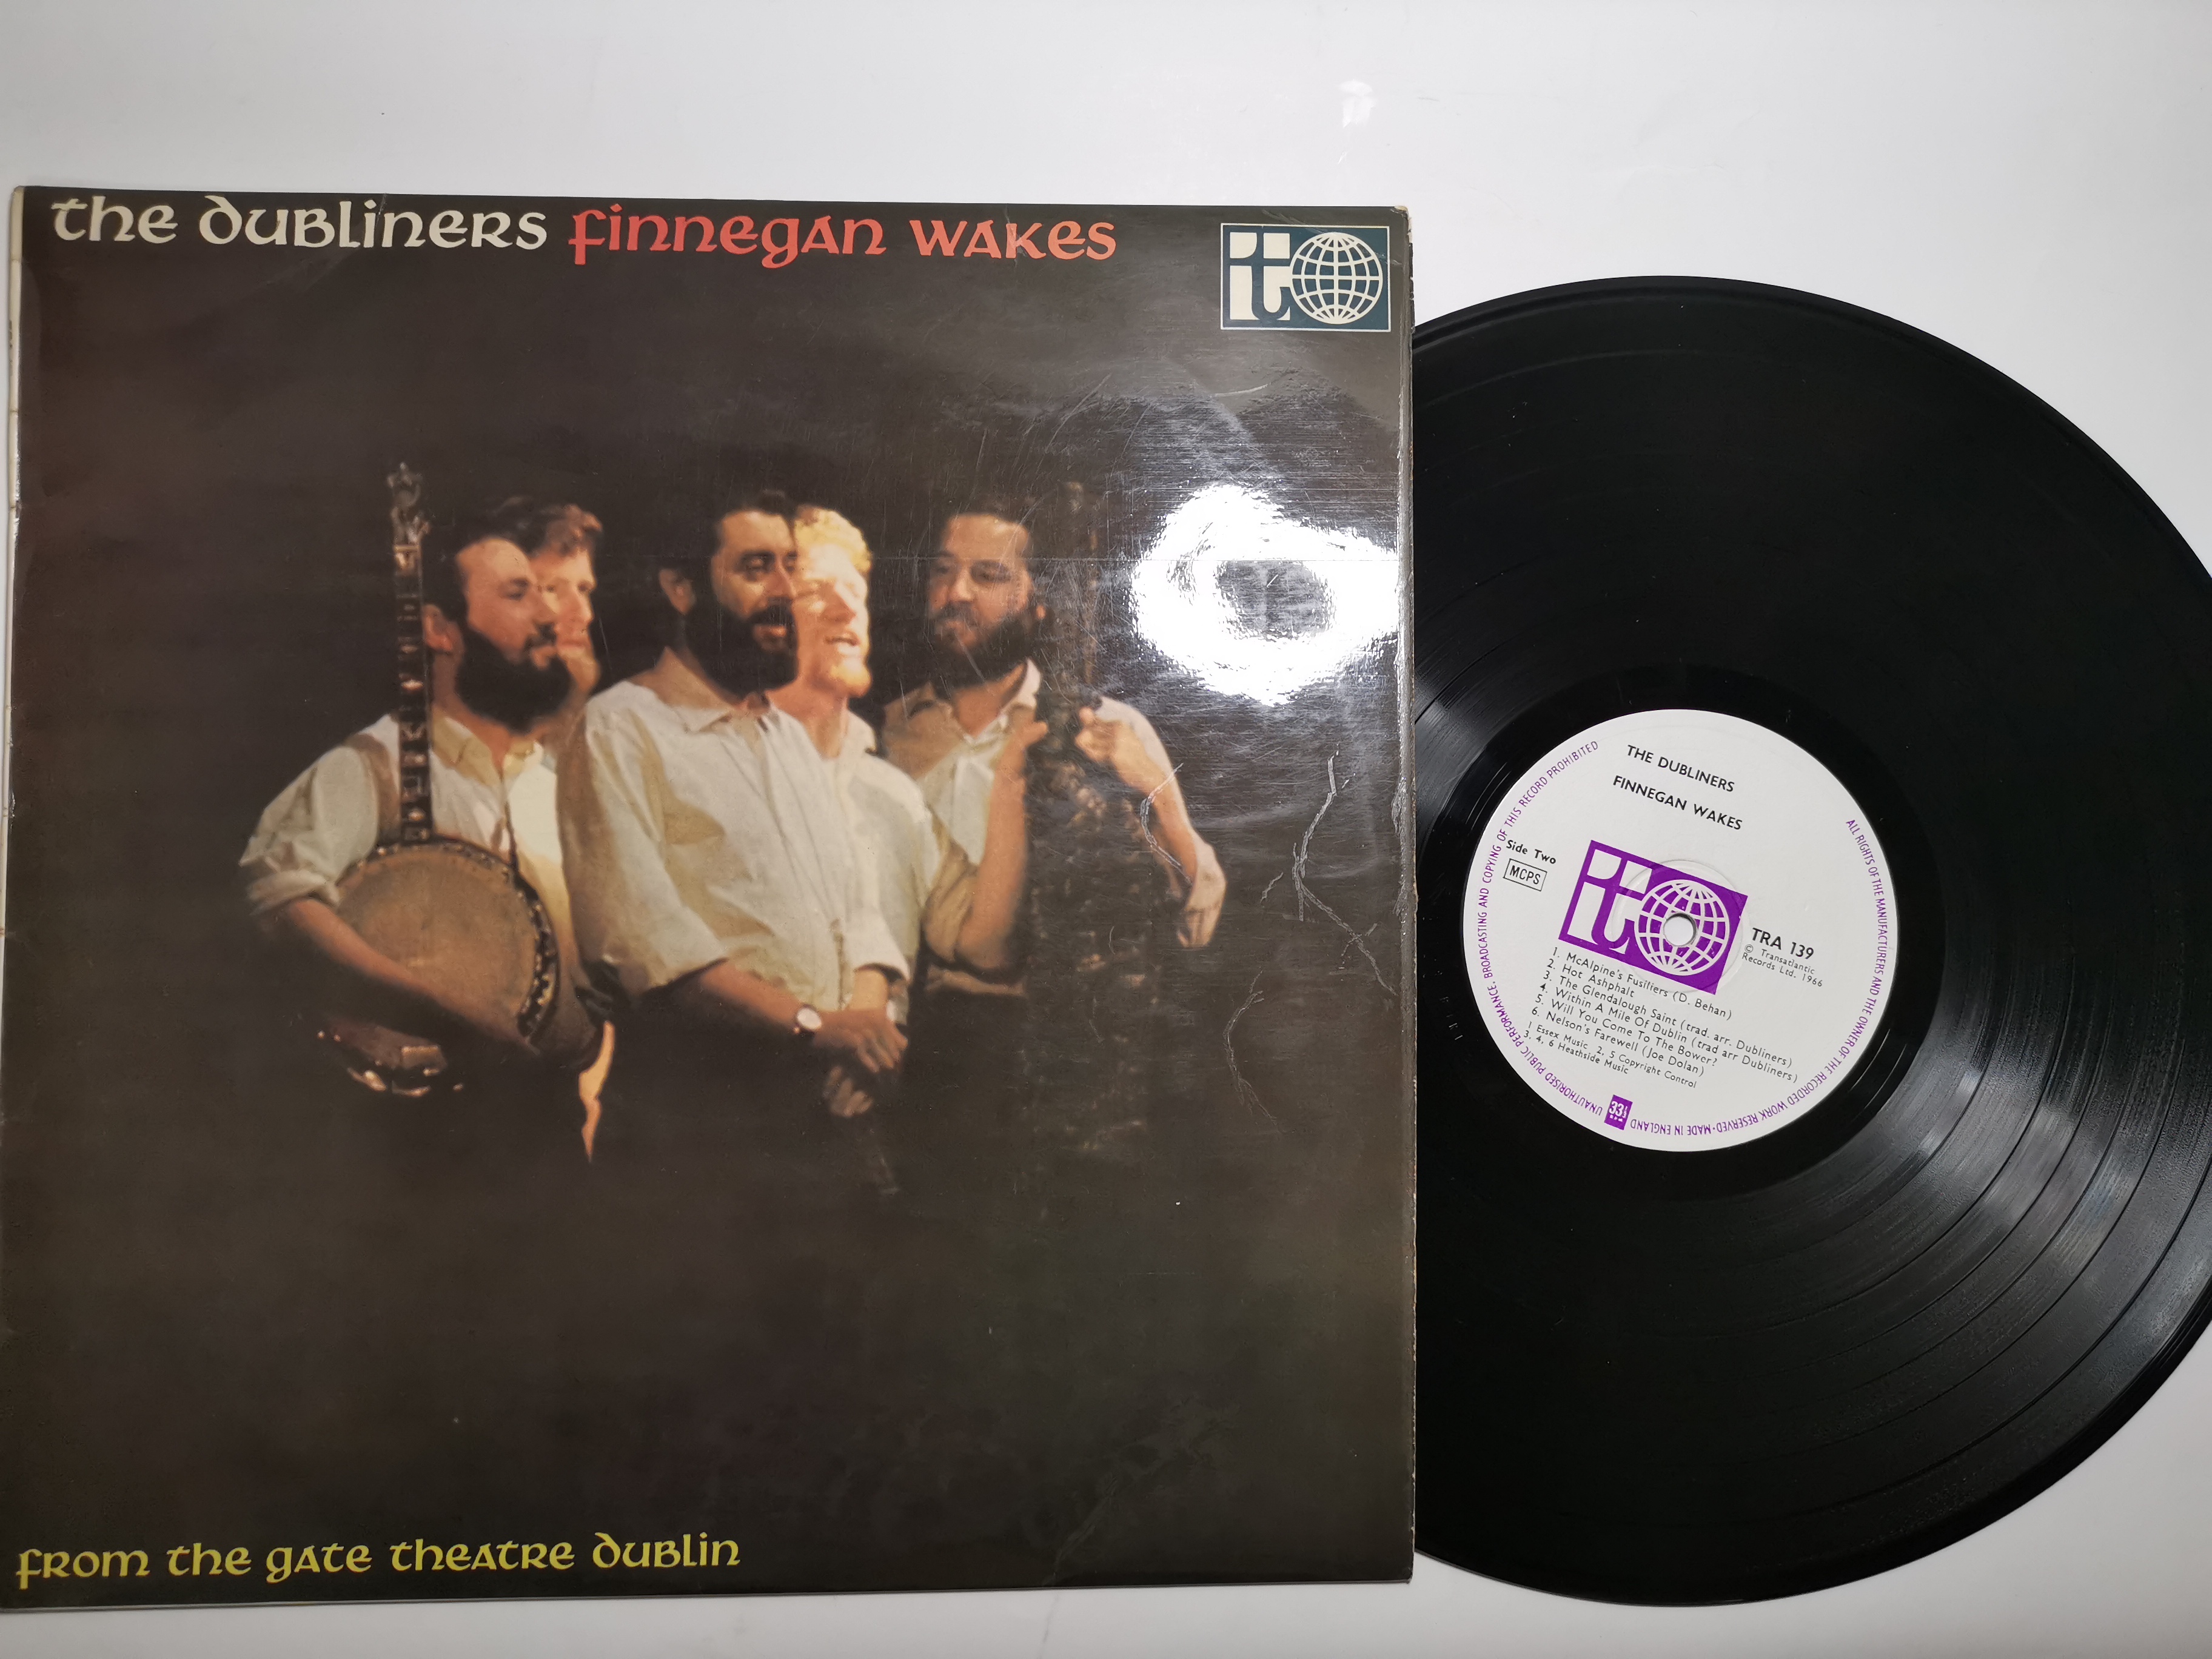 the dubliners finnegan wakes
it
from the gate theatre dublin
THE DUBLINERS
FINNEGAN WAKES
Side Two
MCPS
it
TRA 139
© Transatlantic
Records Ltd. 1966
1. McAlpine's Fusiliers (D. Behan)
2. Hot Ashphalt
3. The Glendalough Saint (trad. arr. Dubliners)
4. Within A Mile Of Dublin (trad arr Dubliners)
5. Will You Come To The Bower?
6. Nelson's Farewell (Joe Dolan)
1 Essex Music 2, 5 Copyright Control
3, 4, 6 Heathside Music
33⅓
ALL RIGHTS OF THE MANUFACTURERS AND THE OWNER OF THE RECORDED WORK RESERVED · MADE IN ENGLAND
UNAUTHORISED PUBLIC PERFORMANCE, BROADCASTING AND COPYING OF THIS RECORD PROHIBITED